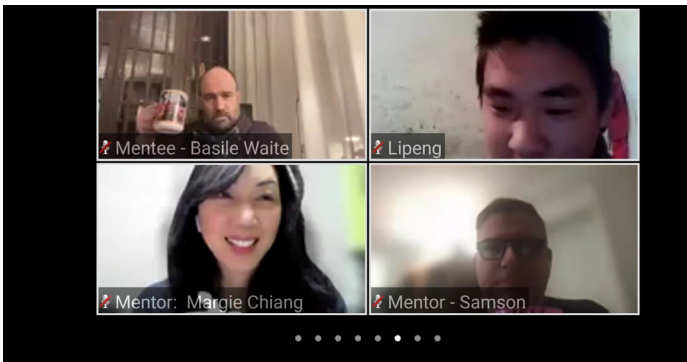 Mentee - Basile Waite
Lipeng
Mentor: Margie Chiang
Mentor - Samson